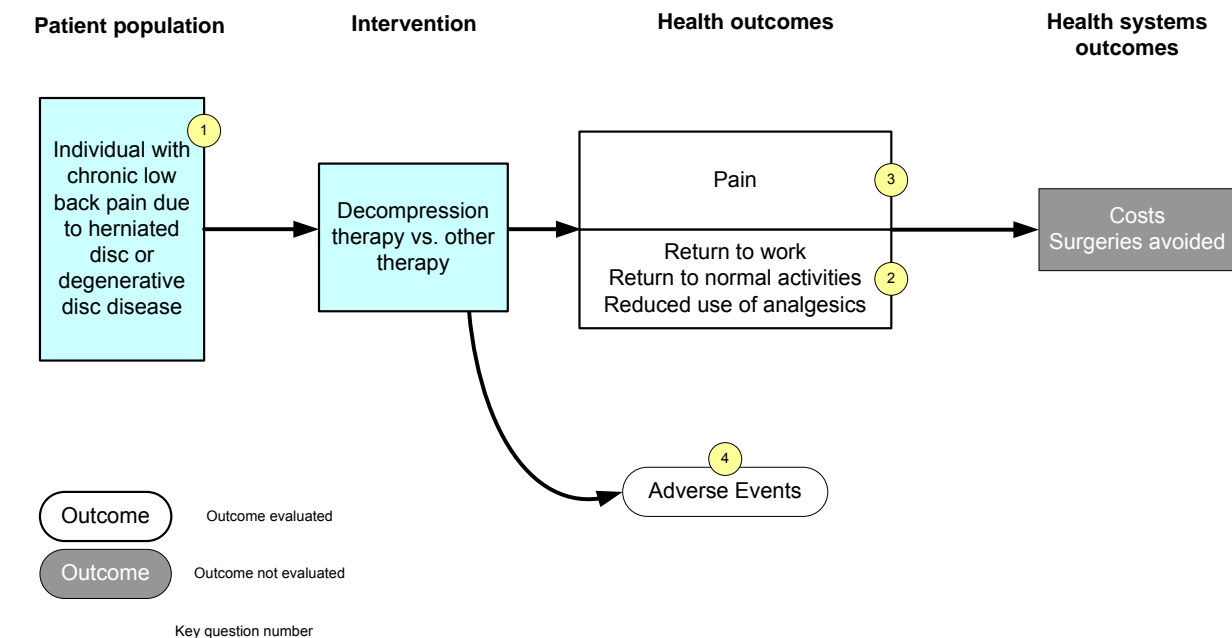 Patient population
Intervention
Health outcomes
Health systems
outcomes
1
Individual with
chronic low
back pain due
to herniated
disc or
degenerative
disc disease
Decompression
therapy vs. other
therapy
Pain
3
Return to work
Return to normal activities
Reduced use of analgesics
2
Costs
Surgeries avoided
4
Adverse Events
Outcome
Outcome evaluated
Outcome
Outcome not evaluated
Key question number